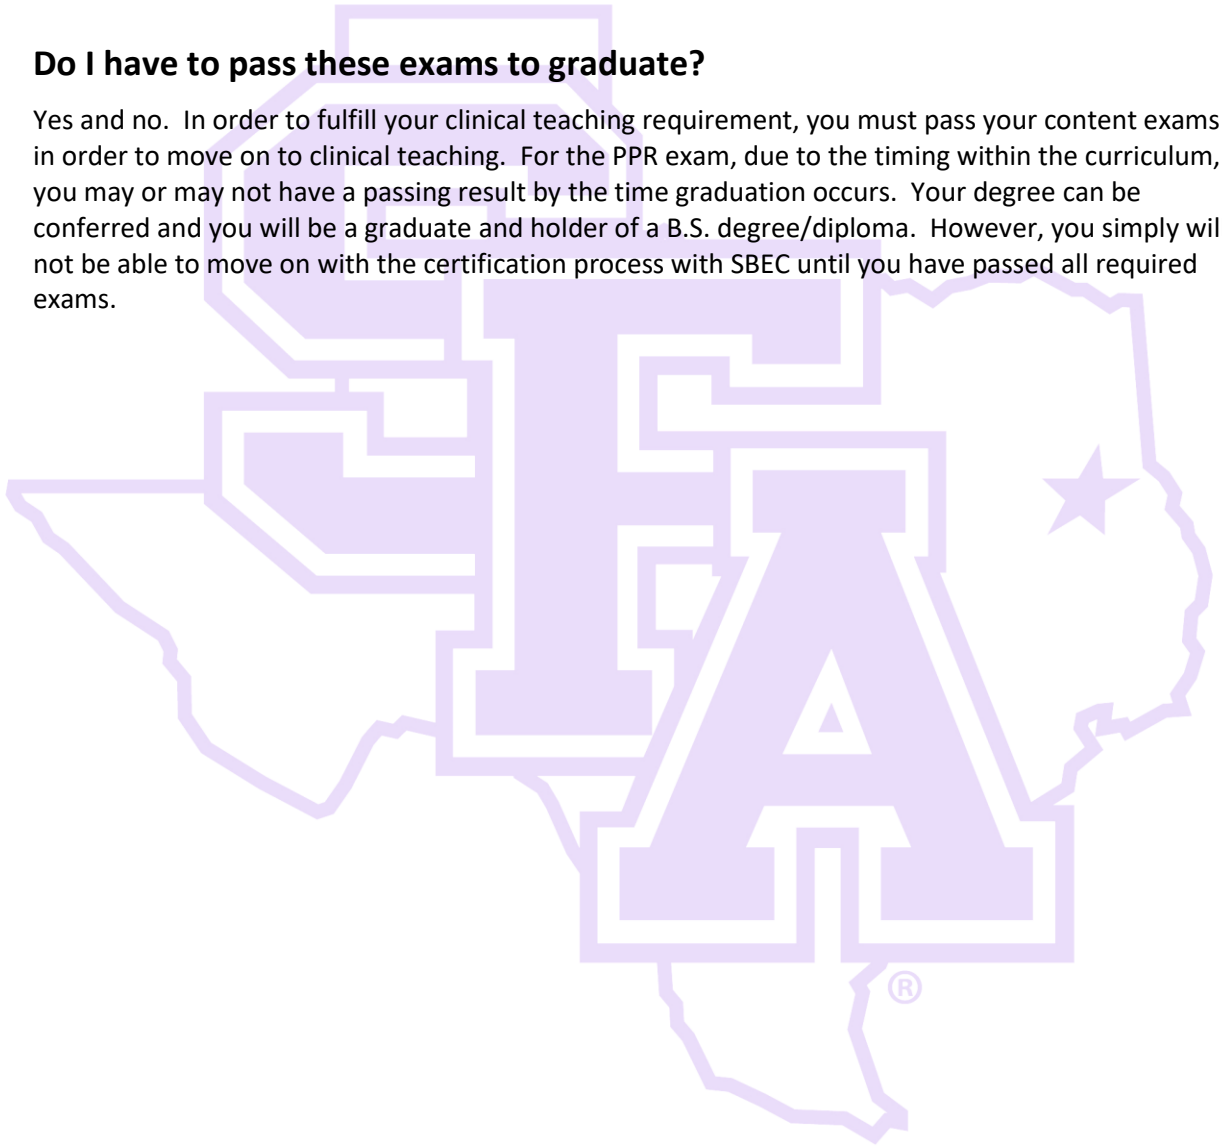 Do I have to pass these exams to graduate?
Yes and no. In order to fulfill your clinical teaching requirement, you must pass your content exams
in order to move on to clinical teaching. For the PPR exam, due to the timing within the curriculum,
you may or may not have a passing result by the time graduation occurs. Your degree can be
conferred and you will be a graduate and holder of a B.S. degree/diploma. However, you simply wil
not be able to move on with the certification process with SBEC until you have passed all required
exams.
SFA
®